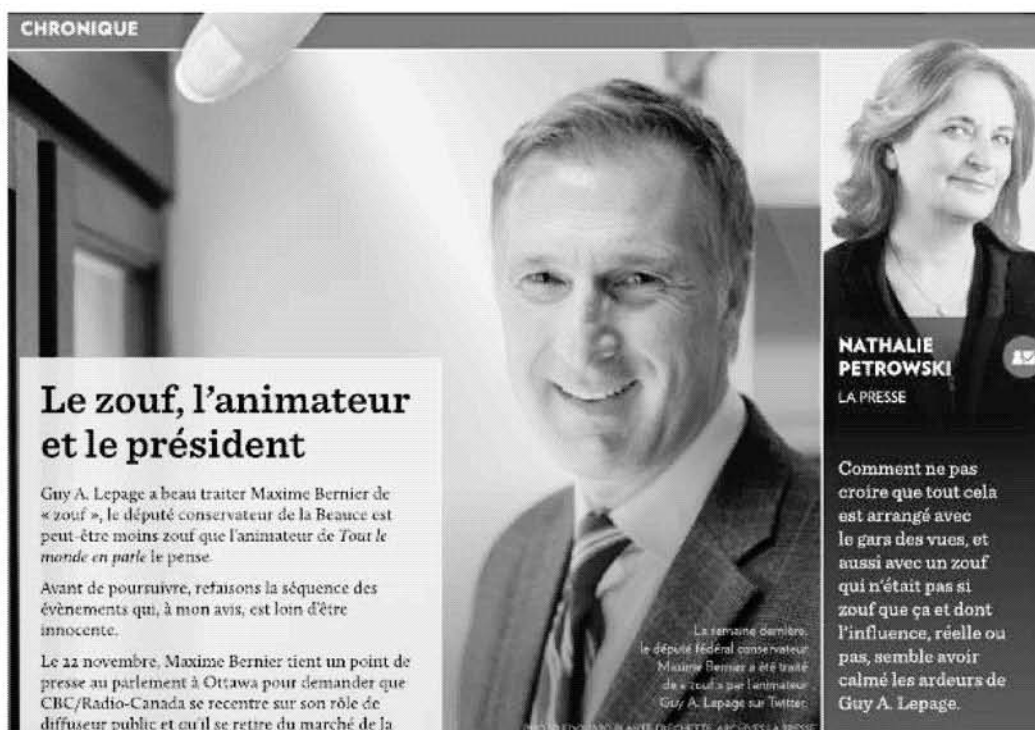 CHRONIQUE
Le zouf, l'animateur
et le président
Guy A. Lepage a beau traiter Maxime Bernier de
« zouf », le député conservateur de la Beauce est
peut-être moins zouf que l'animateur de Tout le
monde en parle le pense.
Avant de poursuivre, refaisons la séquence des
évènements qui, à mon avis, est loin d'être
innocente.
Le 22 novembre, Maxime Bernier tient un point de
presse au parlement à Ottawa pour demander que
CBC/Radio-Canada se recentre sur son rôle de
diffuseur public et qu'il se retire du marché de la
La semaine dernière,
le député fédéral conservateur
Maxime Bernier a été traité
de « zouf » par l'animateur
Guy A. Lepage sur Twitter.
ARCHIVES LA PRESSE
NATHALIE
PETROWSKI
LA PRESSE
Comment ne pas
croire que tout cela
est arrangé avec
le gars des vues, et
aussi avec un zouf
qui n'était pas si
zouf que ça et dont
l'influence, réelle ou
pas, semble avoir
calmé les ardeurs de
Guy A. Lepage.